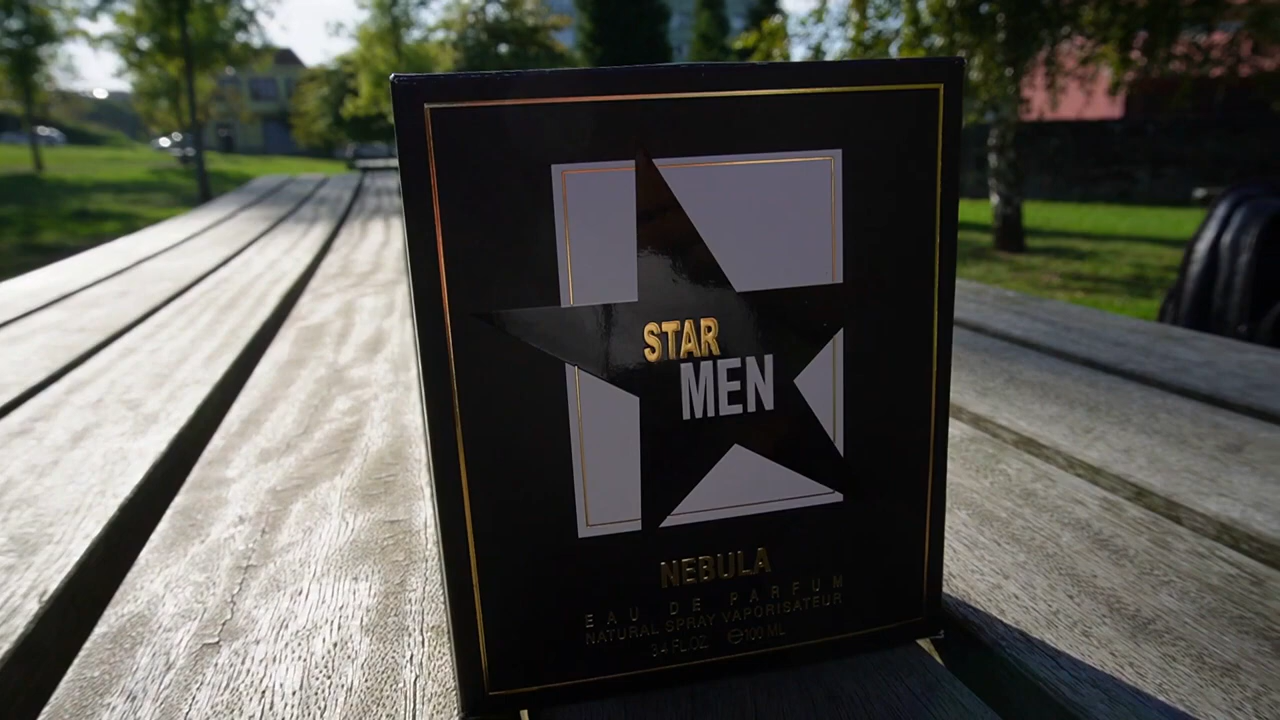 STAR
MEN
NEBULA
EAU DE PARFUM
NATURAL SPRAY VAPORISATEUR
3.4 FL.OZ ℮100 ML